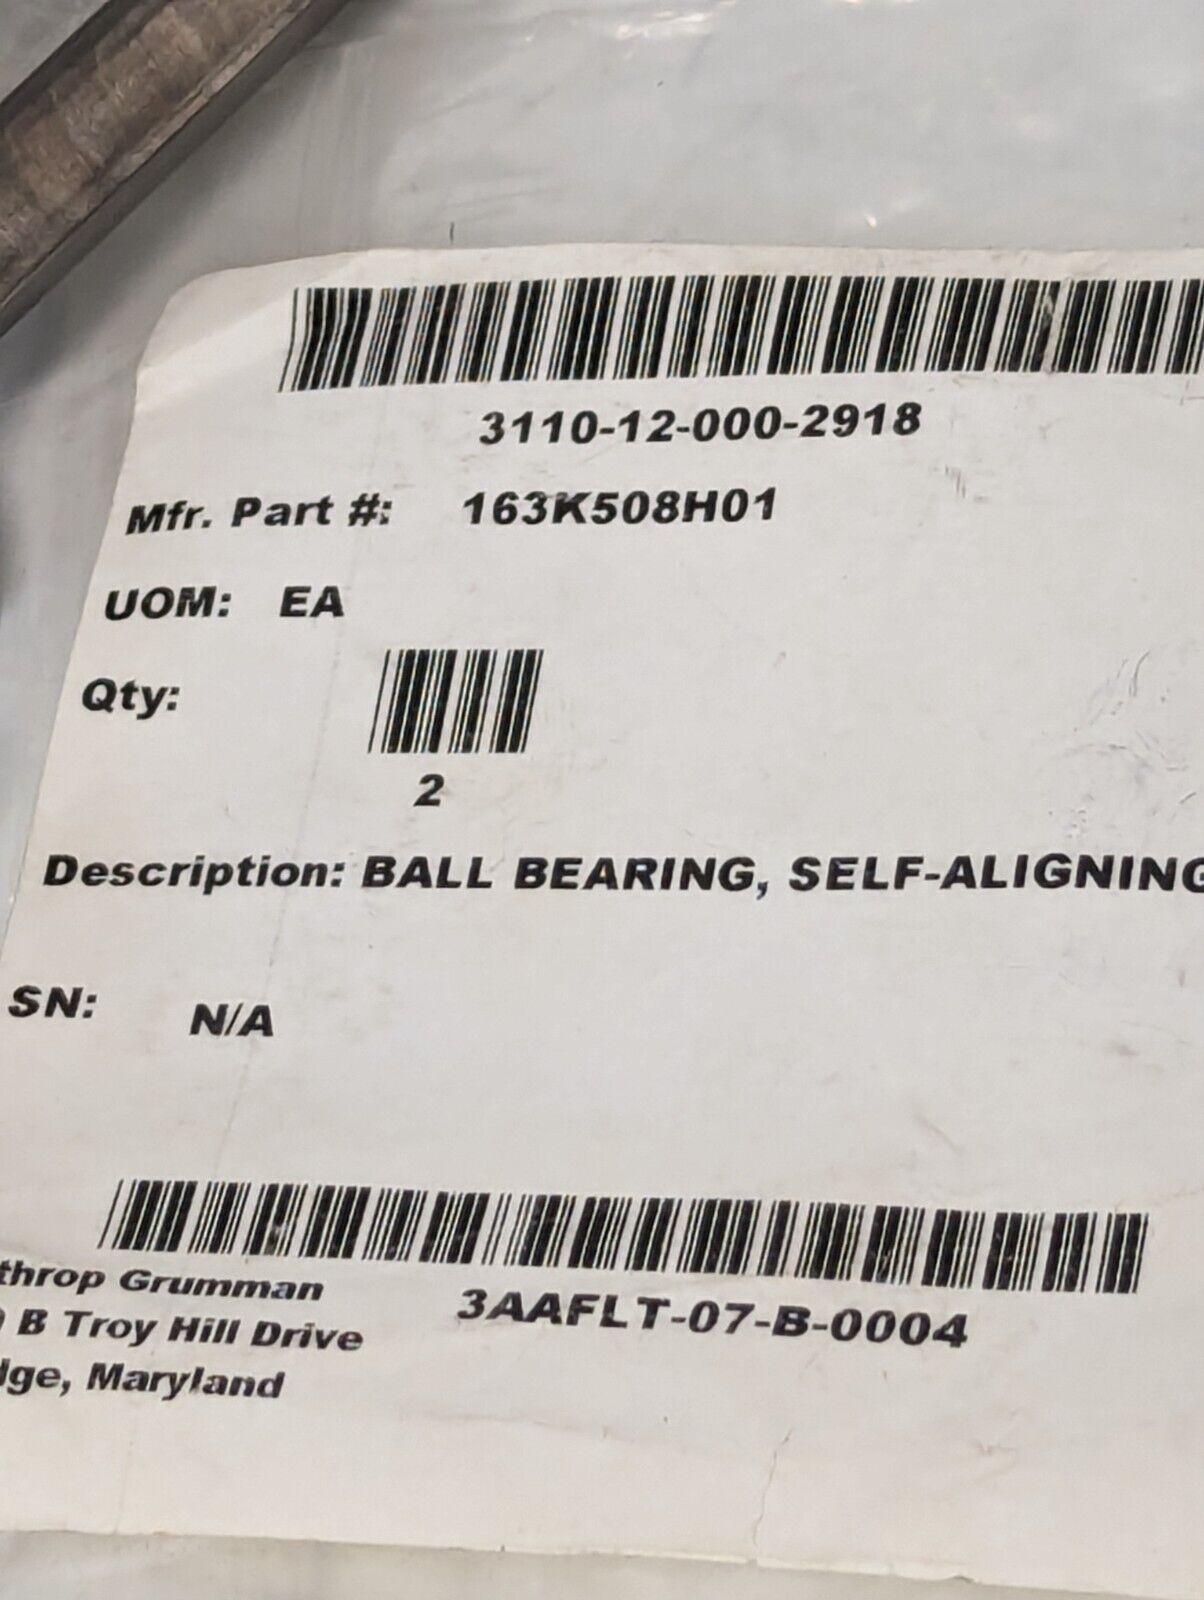 3110-12-000-2918
Mfr. Part #: 163K508H01
UOM: EA
Qty:
2
Description: BALL BEARING, SELF-ALIGNING
SN: N/A
3AAFLT-07-B-0004
throp Grumman
B Troy Hill Drive
dge, Maryland